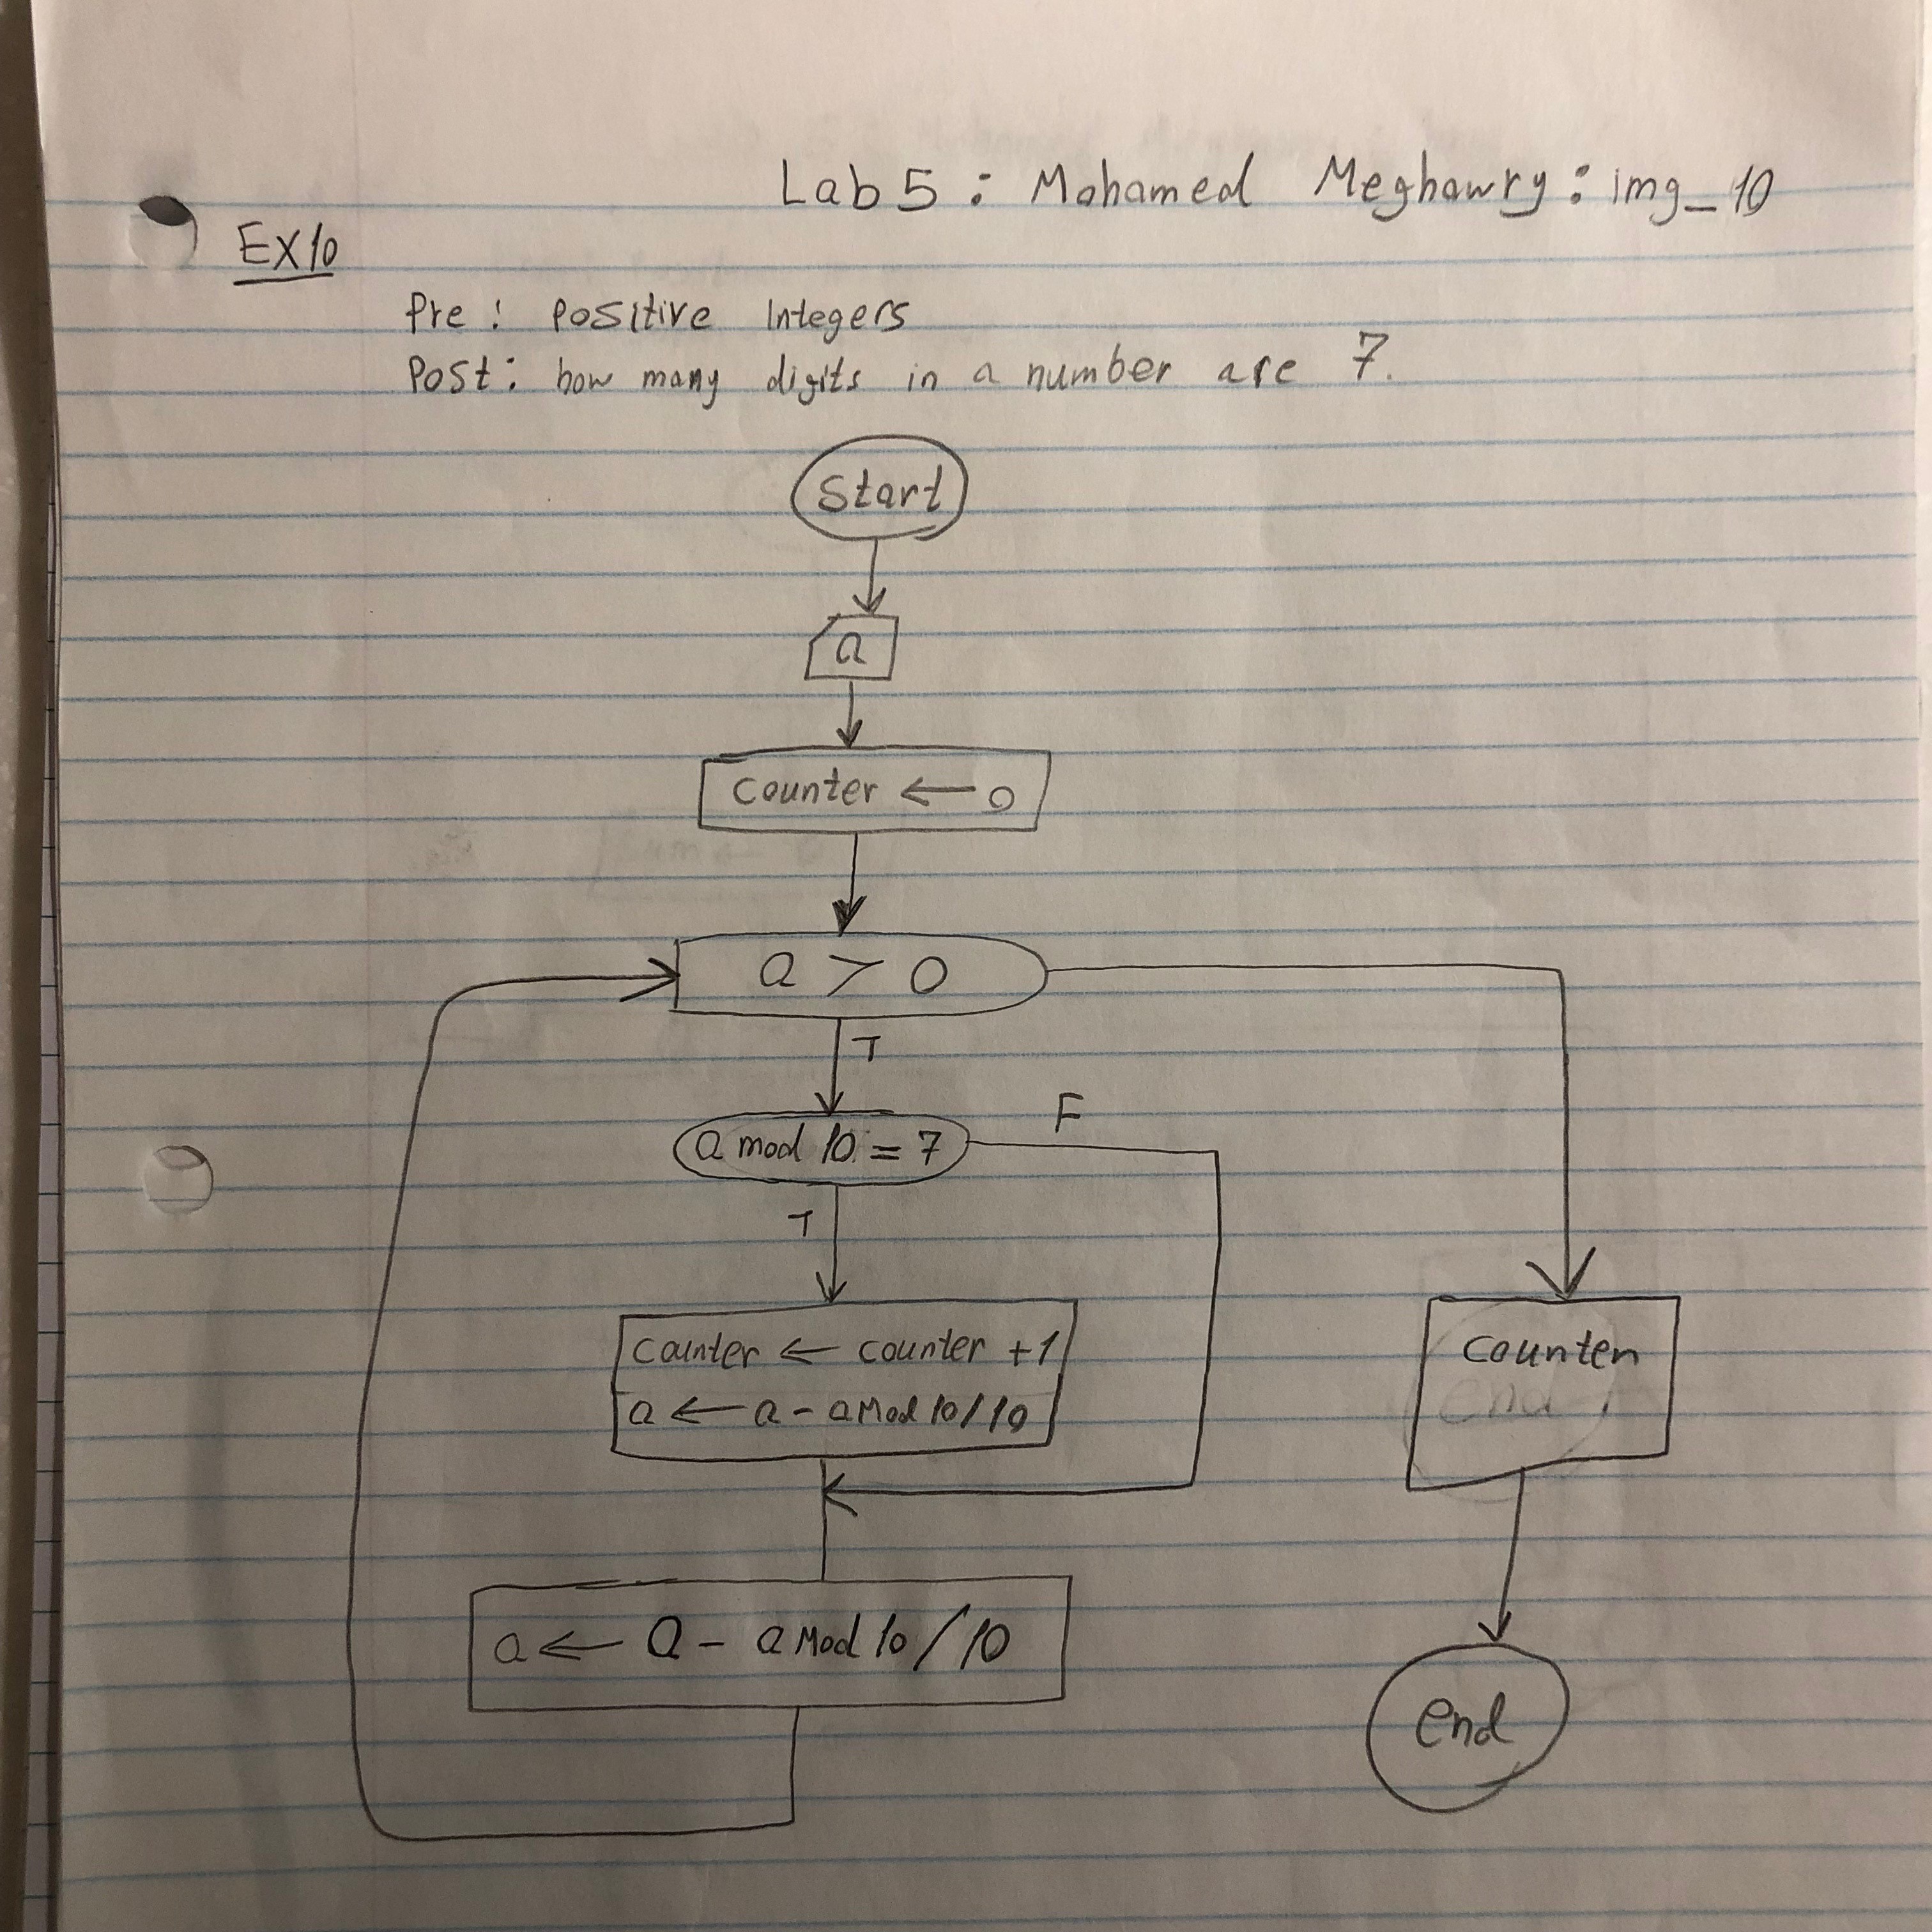 Lab 5 : Mohamed Meghawry : img_10
EX10
Pre : Positive Integers
Post : how many digits in a number are 7.
Start
a
counter ← 0
a > 0
T
a mod 10 = 7
F
T
counter ← counter +1
a ← a - a Mod 10 / 10
counter
end
a ← a - a Mod 10 / 10
end